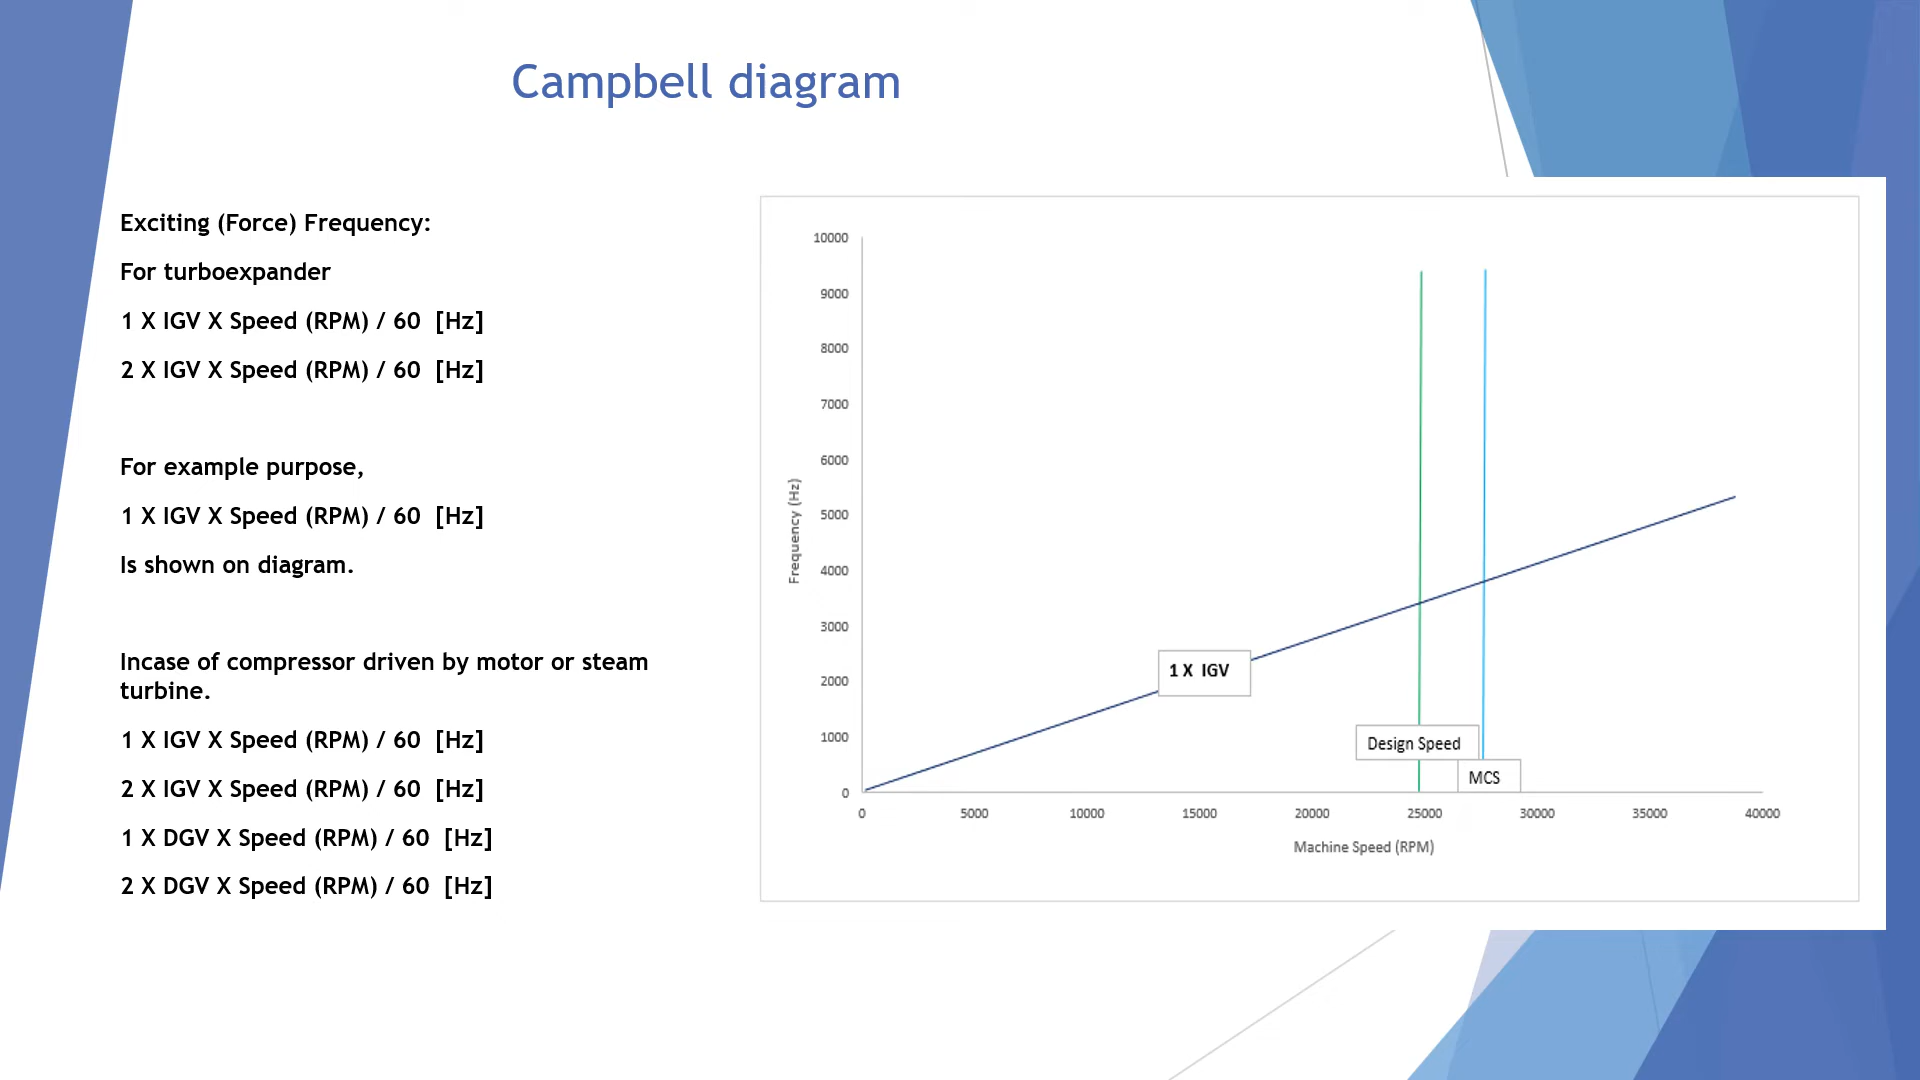 Campbell diagram
Exciting (Force) Frequency:
For turboexpander
1 X IGV X Speed (RPM) / 60 [Hz]
2 X IGV X Speed (RPM) / 60 [Hz]
For example purpose,
1 X IGV X Speed (RPM) / 60 [Hz]
Is shown on diagram.
Incase of compressor driven by motor or steam
turbine.
1 X IGV X Speed (RPM) / 60 [Hz]
2 X IGV X Speed (RPM) / 60 [Hz]
1 X DGV X Speed (RPM) / 60 [Hz]
2 X DGV X Speed (RPM) / 60 [Hz]
10000
9000
8000
7000
6000
5000
4000
3000
2000
1000
0
Frequency (Hz)
1 X IGV
Design Speed
MCS
0 5000 10000 15000 20000 25000 30000 35000 40000
Machine Speed (RPM)